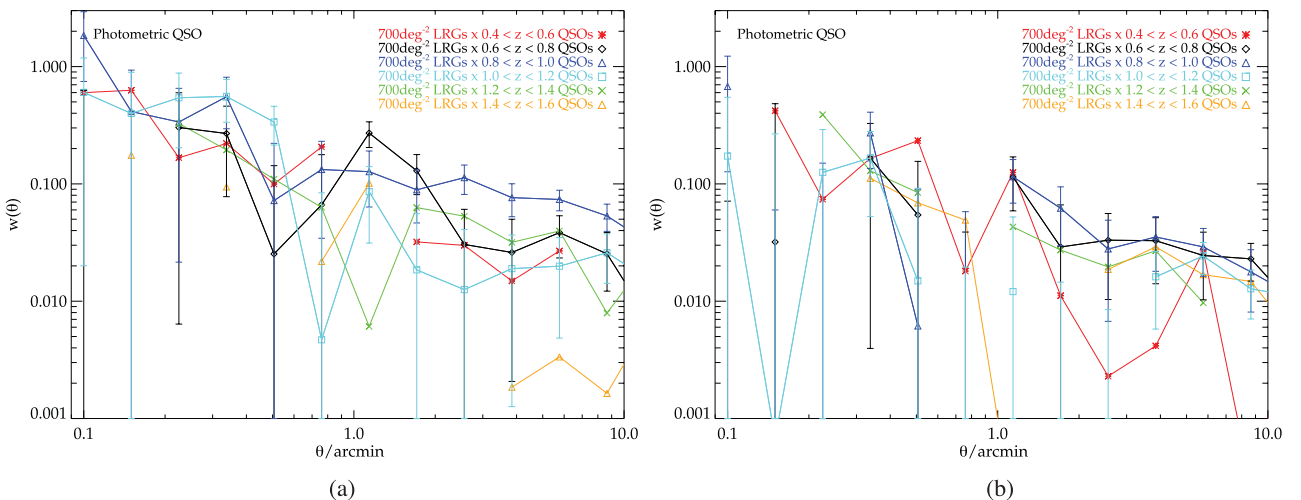 Photometric QSO
700deg⁻² LRGs x 0.4 < z < 0.6 QSOs
700deg⁻² LRGs x 0.6 < z < 0.8 QSOs
700deg⁻² LRGs x 0.8 < z < 1.0 QSOs
700deg⁻² LRGs x 1.0 < z < 1.2 QSOs
700deg⁻² LRGs x 1.2 < z < 1.4 QSOs
700deg⁻² LRGs x 1.4 < z < 1.6 QSOs
w(θ)
1.000
0.100
0.010
0.001
0.1 1.0 10.0
θ/arcmin
(a)
Photometric QSO
700deg⁻² LRGs x 0.4 < z < 0.6 QSOs
700deg⁻² LRGs x 0.6 < z < 0.8 QSOs
700deg⁻² LRGs x 0.8 < z < 1.0 QSOs
700deg⁻² LRGs x 1.0 < z < 1.2 QSOs
700deg⁻² LRGs x 1.2 < z < 1.4 QSOs
700deg⁻² LRGs x 1.4 < z < 1.6 QSOs
w(θ)
1.000
0.100
0.010
0.001
0.1 1.0 10.0
θ/arcmin
(b)